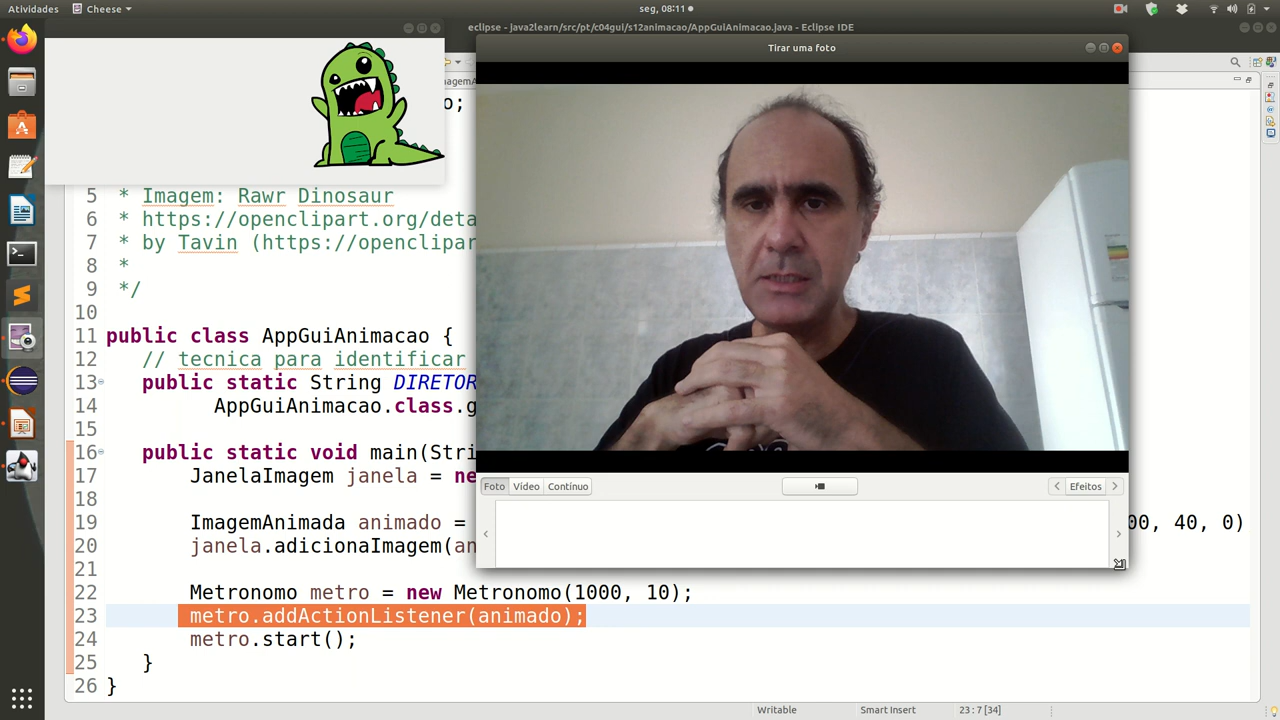 Atividades
Cheese
seg, 08:11
eclipse - java2learn/src/pt/c04gui/s12animacao/AppGuiAnimacao.java - Eclipse IDE
Tirar uma foto
o;
5 * Imagem: Rawr Dinosaur
6 * https://openclipart.org/deta
7 * by Tavin (https://openclipar
8 *
9 */
10
11 public class AppGuiAnimacao {
12 // tecnica para identificar
13 public static String DIRETOR
14 AppGuiAnimacao.class.g
15
16 public static void main(Stri
17 JanelaImagem janela = ne
18
19 ImagemAnimada animado = 00, 40, 0)
20 janela.adicionaImagem(an
21
22 Metronomo metro = new Metronomo(1000, 10);
23 metro.addActionListener(animado);
24 metro.start();
25 }
26 }
Foto
Vídeo
Contínuo
Efeitos
Writable
Smart Insert
23 : 7 [34]